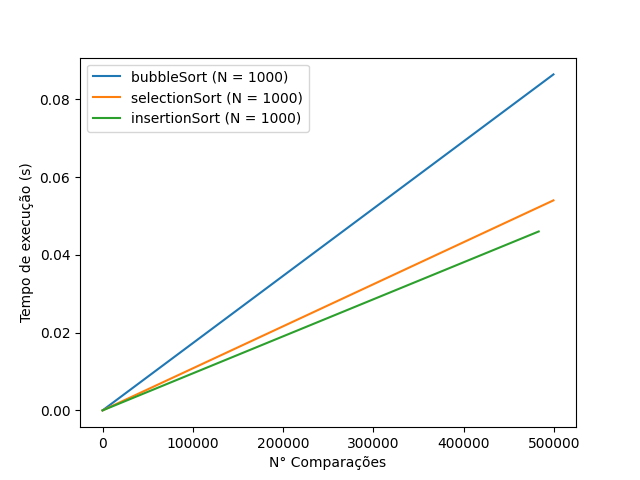 bubbleSort (N = 1000)
selectionSort (N = 1000)
insertionSort (N = 1000)
0.08
0.06
0.04
0.02
0.00
Tempo de execução (s)
0 100000 200000 300000 400000 500000
N° Comparações